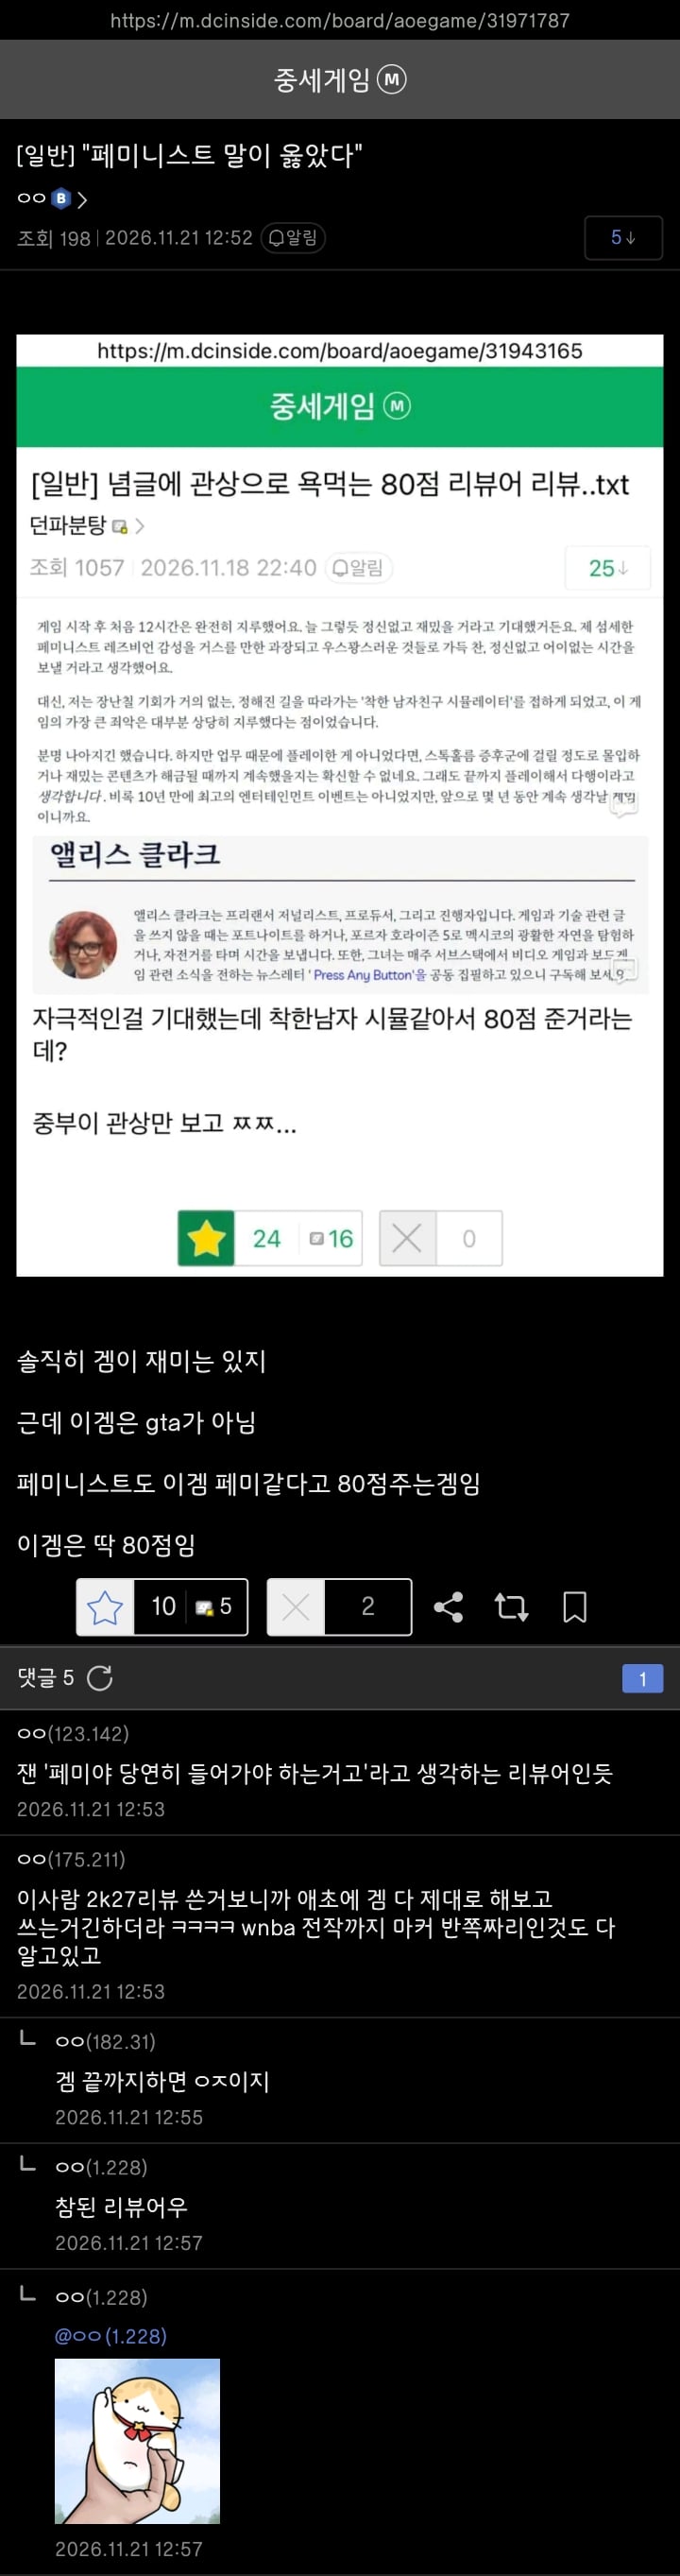 https://m.dcinside.com/board/aoegame/31971787
중세게임 Ⓜ
[일반] "페미니스트 말이 옳았다"
ㅇㅇ B >
조회 198 | 2026.11.21 12:52 알림
5↓
https://m.dcinside.com/board/aoegame/31943165
중세게임 Ⓜ
[일반] 념글에 관상으로 욕먹는 80점 리뷰어 리뷰..txt
던파분탕 >
조회 1057 | 2026.11.18 22:40 알림
25↓
게임 시작 후 처음 12시간은 완전히 지루했어요. 늘 그렇듯 정신없고 재밌을 거라고 기대했거든요. 제 섬세한
페미니스트 레즈비언 감성을 거스를 만한 과장되고 우스꽝스러운 것들로 가득 찬, 정신없고 어이없는 시간을
보낼 거라고 생각했어요.
대신, 저는 장난칠 기회가 거의 없는, 정해진 길을 따라가는 '착한 남자친구 시뮬레이터'를 접하게 되었고, 이 게
임의 가장 큰 죄악은 대부분 상당히 지루했다는 점이었습니다.
분명 나아지긴 했습니다. 하지만 업무 때문에 플레이한 게 아니었다면, 스톡홀름 증후군에 걸릴 정도로 몰입하
거나 재밌는 콘텐츠가 해금될 때까지 계속했을지는 확신할 수 없네요. 그래도 끝까지 플레이해서 다행이라고
생각합니다. 비록 10년 만에 최고의 엔터테인먼트 이벤트는 아니었지만, 앞으로 몇 년 동안 계속 생각날
이니까요.
앨리스 클라크
앨리스 클라크는 프리랜서 저널리스트, 프로듀서, 그리고 진행자입니다. 게임과 기술 관련 글
을 쓰지 않을 때는 포트나이트를 하거나, 포르자 호라이즌 5로 멕시코의 광활한 자연을 탐험하
거나, 자전거를 타며 시간을 보냅니다. 또한, 그녀는 매주 서브스택에서 비디오 게임과 보드게
임 관련 소식을 전하는 뉴스레터 ' Press Any Button'을 공동 집필하고 있으니 구독해 보세요.
자극적인걸 기대했는데 착한남자 시뮬같아서 80점 준거라는
데?
중부이 관상만 보고 ㅉㅉ...
24 16 0
솔직히 겜이 재미는 있지
근데 이겜은 gta가 아님
페미니스트도 이겜 페미같다고 80점주는겜임
이겜은 딱 80점임
10 5 2
댓글 5
1
ㅇㅇ(123.142)
쟨 '페미야 당연히 들어가야 하는거고'라고 생각하는 리뷰어인듯
2026.11.21 12:53
ㅇㅇ(175.211)
이사람 2k27리뷰 쓴거보니까 애초에 겜 다 제대로 해보고
쓰는거긴하더라 ㅋㅋㅋㅋ wnba 전작까지 마커 반쪽짜리인것도 다
알고있고
2026.11.21 12:53
ㅇㅇ(182.31)
겜 끝까지하면 ㅇㅈ이지
2026.11.21 12:55
ㅇㅇ(1.228)
참된 리뷰어우
2026.11.21 12:57
ㅇㅇ(1.228)
@ㅇㅇ(1.228)
2026.11.21 12:57